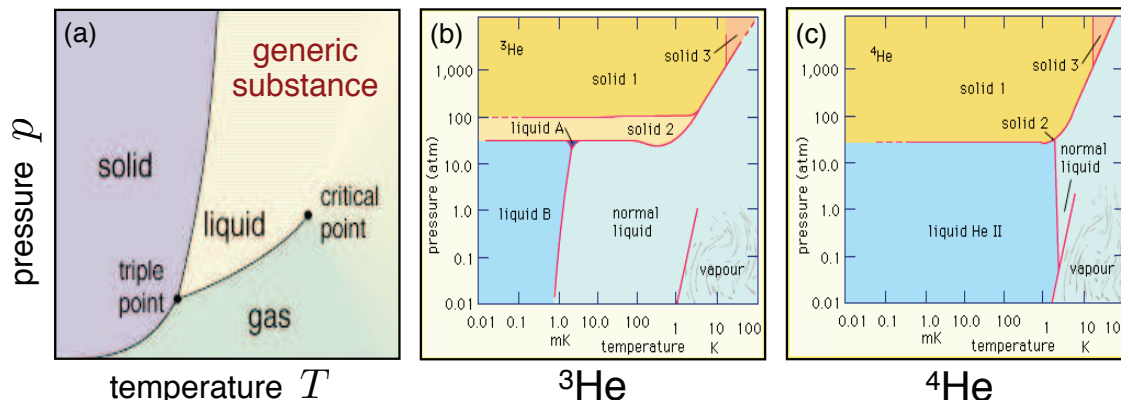 (a)
generic
substance
solid
liquid
critical
point
triple
point
gas
pressure p
temperature T
(b)
³He
solid 3
solid 1
liquid A
solid 2
liquid B
normal
liquid
vapour
pressure (atm)
1,000
100
10.0
1.0
0.1
0.01
0.01 0.1 1 10.0 100 1 10 100
mK temperature K
³He
(c)
⁴He
solid 3
solid 1
solid 2
normal
liquid
liquid He II
vapour
pressure (atm)
1,000
100
10.0
1.0
0.1
0.01
0.01 0.1 1 10.0 100 1 10 100
mK temperature K
⁴He